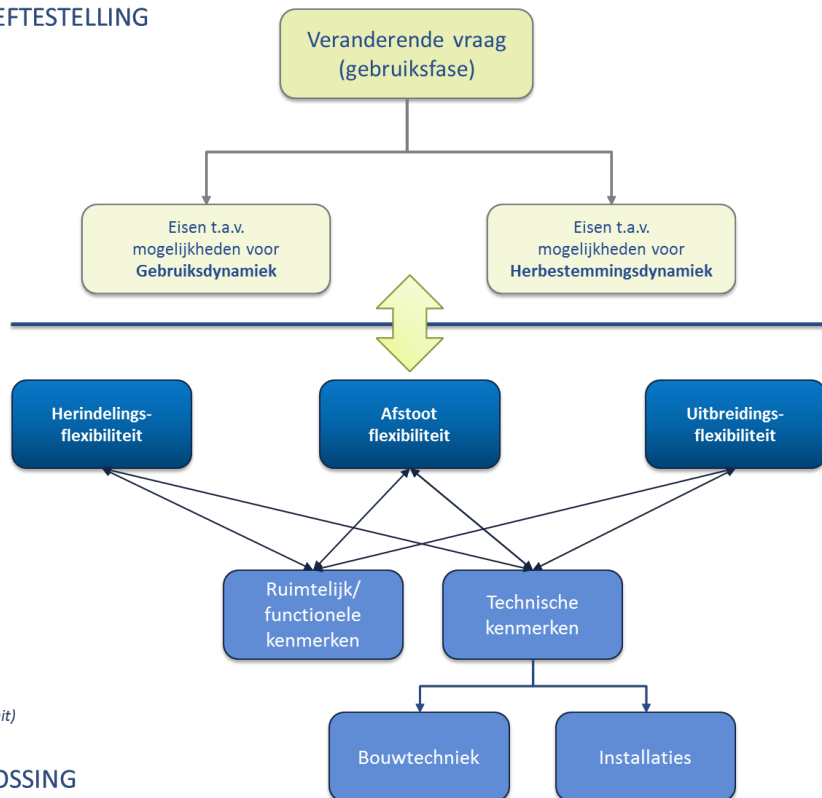 EFTESTELLING
Veranderende vraag
(gebruiksfase)
Eisen t.a.v.
mogelijkheden voor
Gebruiksdynamiek
Eisen t.a.v.
mogelijkheden voor
Herbestemmingsdynamiek
Herindelings-
flexibiliteit
Afstoot
flexibiliteit
Uitbreidings-
flexibiliteit
Ruimtelijk/
functionele
kenmerken
Technische
kenmerken
it)
Bouwtechniek
Installaties
OSSING